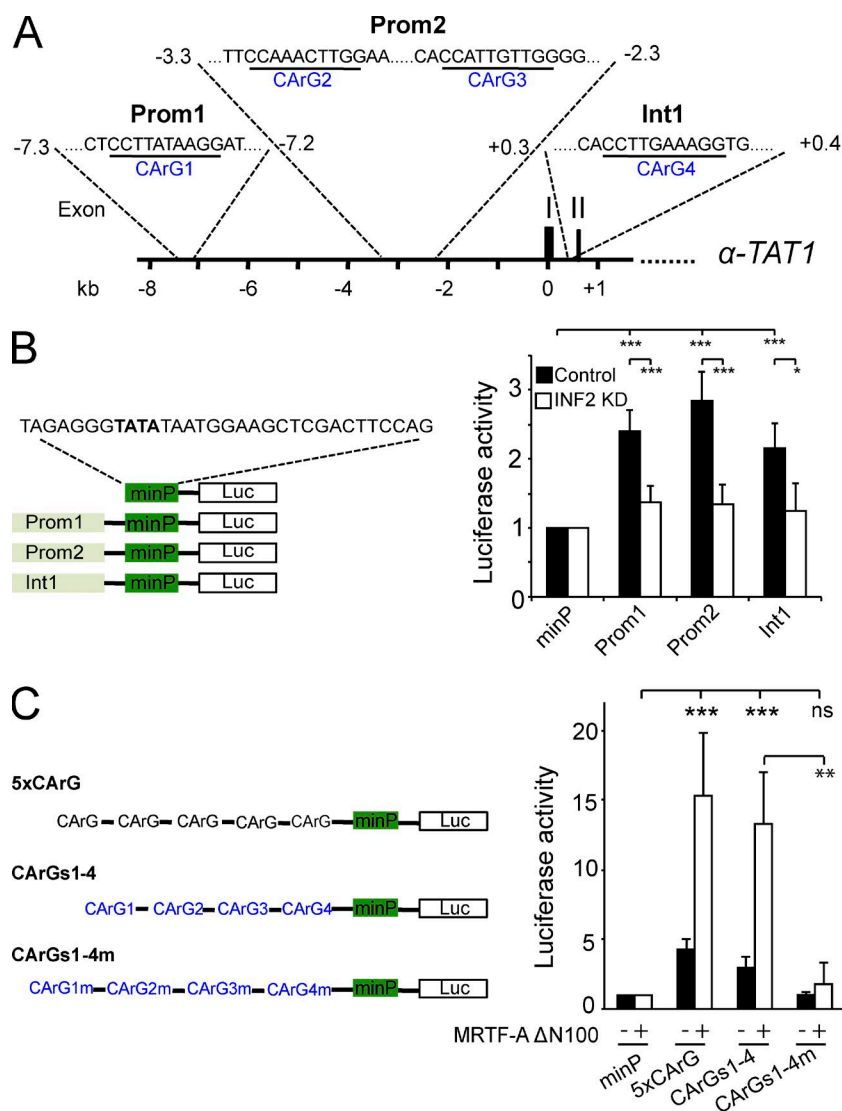 A
Prom2
-3.3 ...TTCCAAACTTGGAA.....CACCATTGTTGGGG... -2.3
CArG2 CArG3
Prom1 Int1
-7.3 ....CTCCTTATAAGGAT.... -7.2 +0.3 .....CACCTTGAAAGGTG..... +0.4
CArG1 CArG4
Exon I II
α-TAT1
kb -8 -6 -4 -2 0 +1
B
TAGAGGGTATATAATGGAAGCTCGACTTCCAG
minP Luc
Prom1 minP Luc
Prom2 minP Luc
Int1 minP Luc
*** *** ***
*** *** *
Control
INF2 KD
Luciferase activity
3
2
1
0
minP Prom1 Prom2 Int1
C
5xCArG
CArG CArG CArG CArG CArG minP Luc
CArGs1-4
CArG1 CArG2 CArG3 CArG4 minP Luc
CArGs1-4m
CArG1m CArG2m CArG3m CArG4m minP Luc
*** *** ns
**
Luciferase activity
20
15
10
5
0
MRTF-A ΔN100 - + - + - + - +
minP 5xCArG CArGs1-4 CArGs1-4m